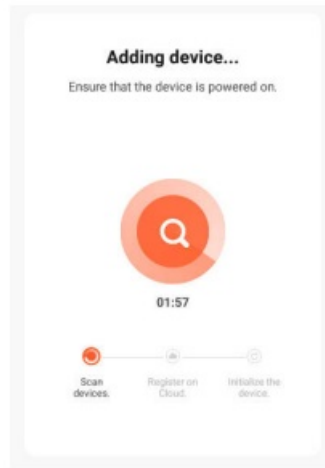 Adding device...
Ensure that the device is powered on.
01:57
Scan
devices.
Register on
Cloud.
Initialize the
device.